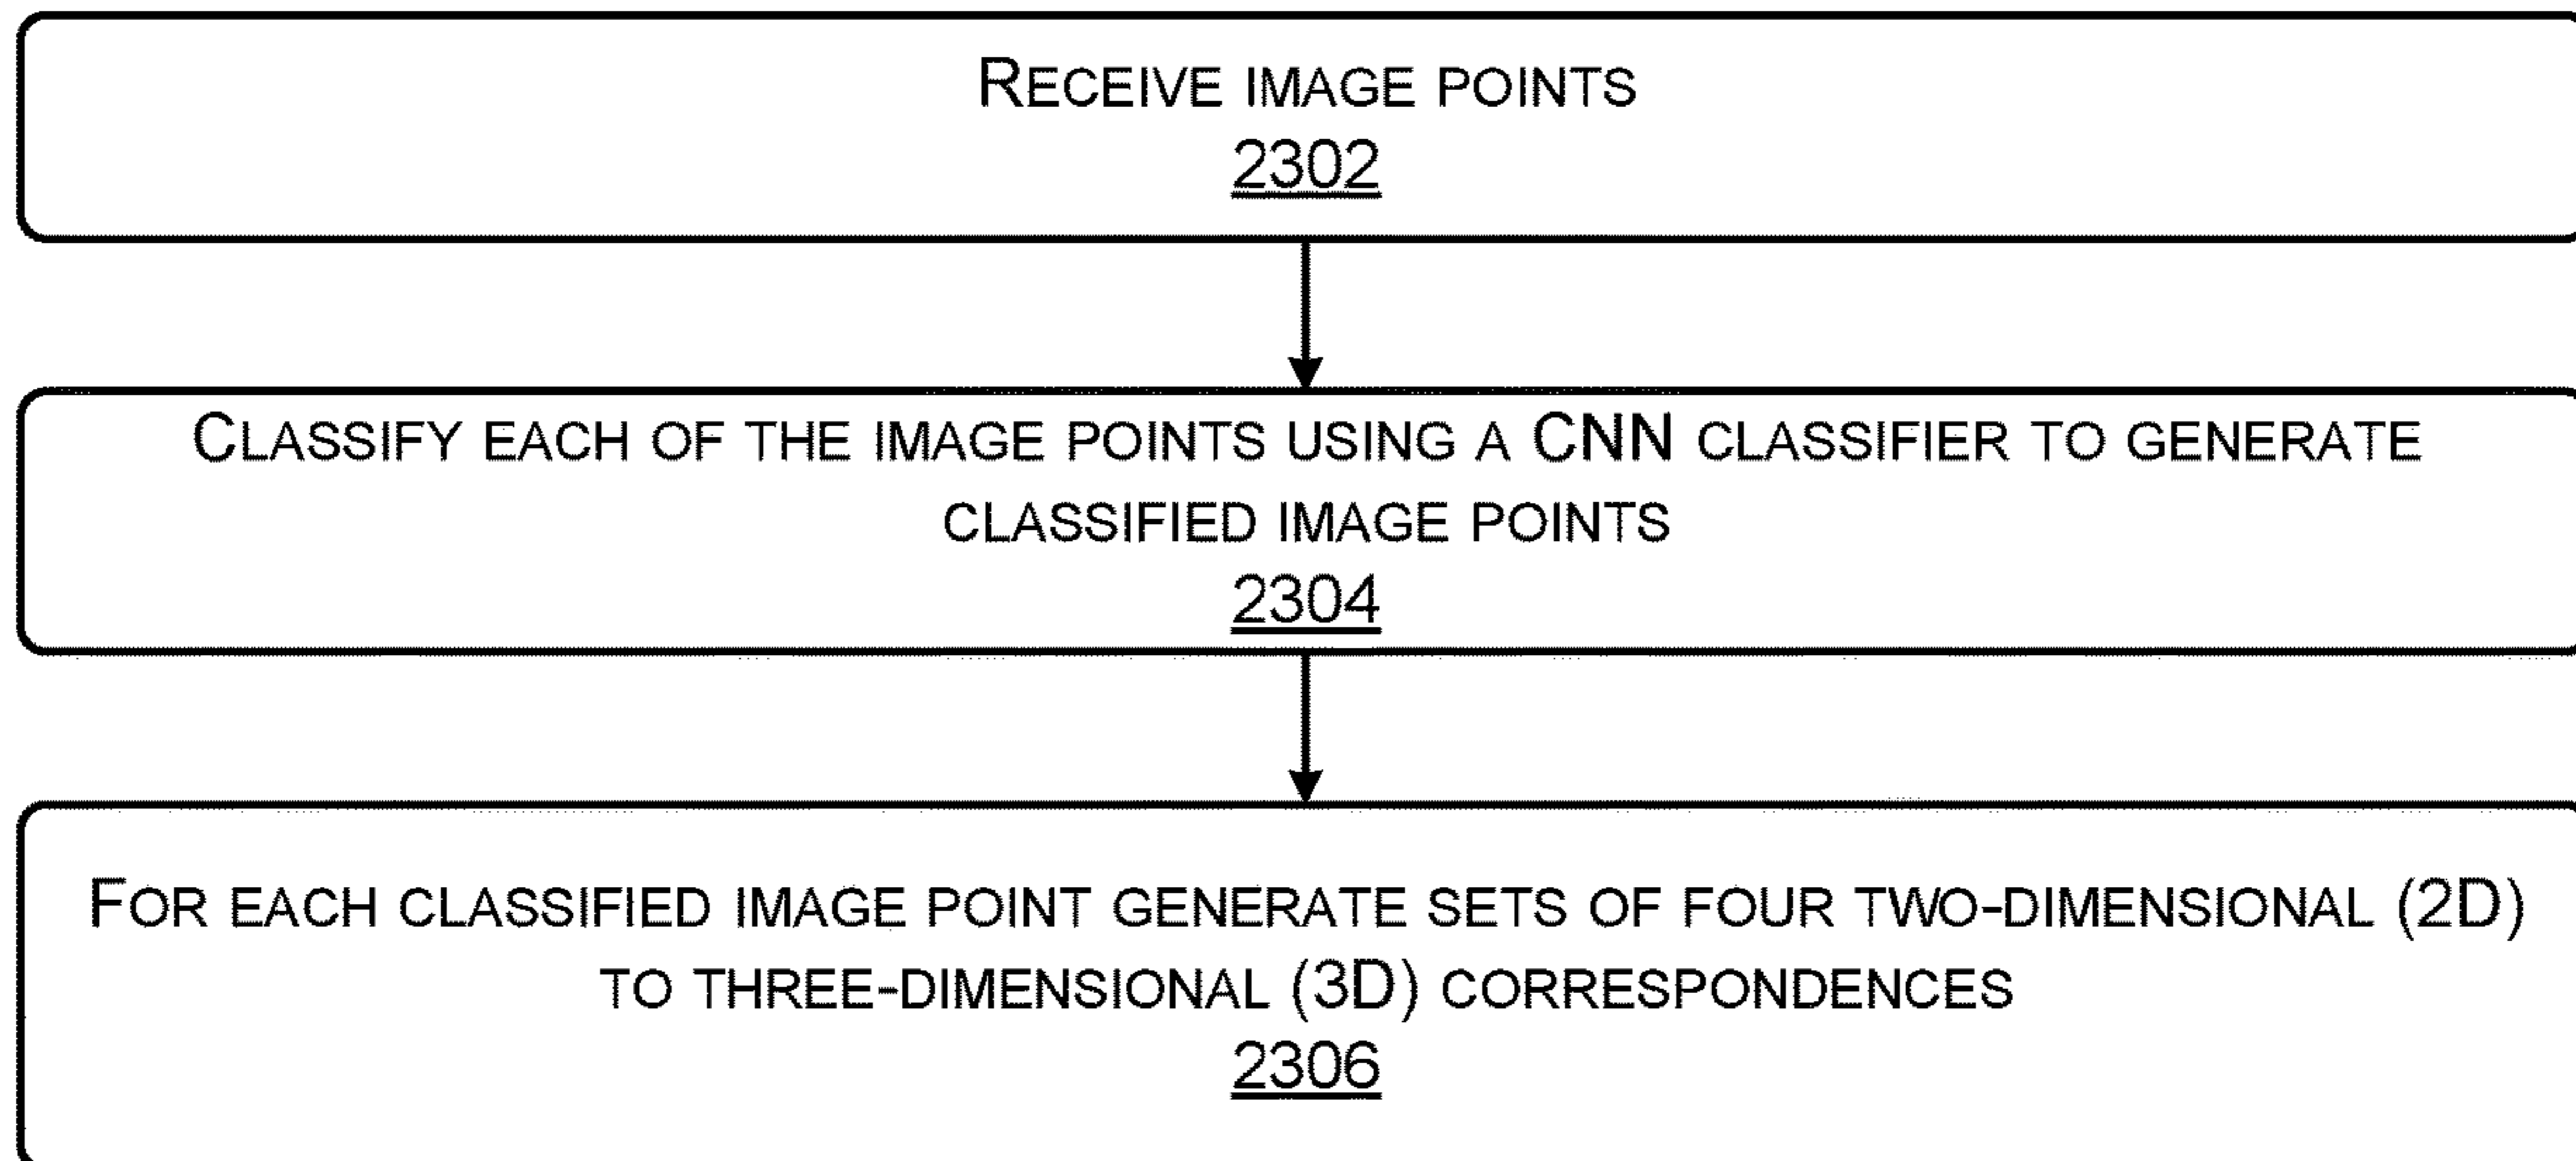 RECEIVE IMAGE POINTS
2302
CLASSIFY EACH OF THE IMAGE POINTS USING A CNN CLASSIFIER TO GENERATE
CLASSIFIED IMAGE POINTS
2304
FOR EACH CLASSIFIED IMAGE POINT GENERATE SETS OF FOUR TWO-DIMENSIONAL (2D)
TO THREE-DIMENSIONAL (3D) CORRESPONDENCES
2306